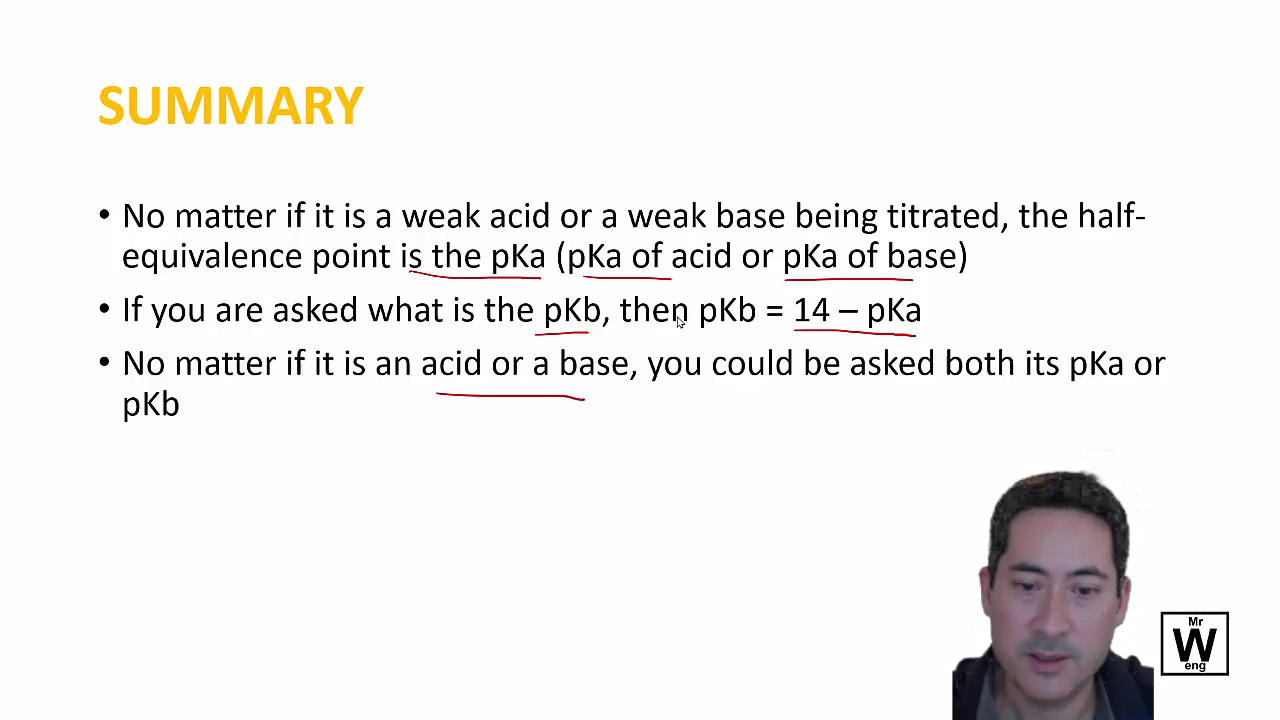 SUMMARY
• No matter if it is a weak acid or a weak base being titrated, the half-
equivalence point is the pKa (pKa of acid or pKa of base)
• If you are asked what is the pKb, then pKb = 14 – pKa
• No matter if it is an acid or a base, you could be asked both its pKa or
pKb
Mr
W
eng